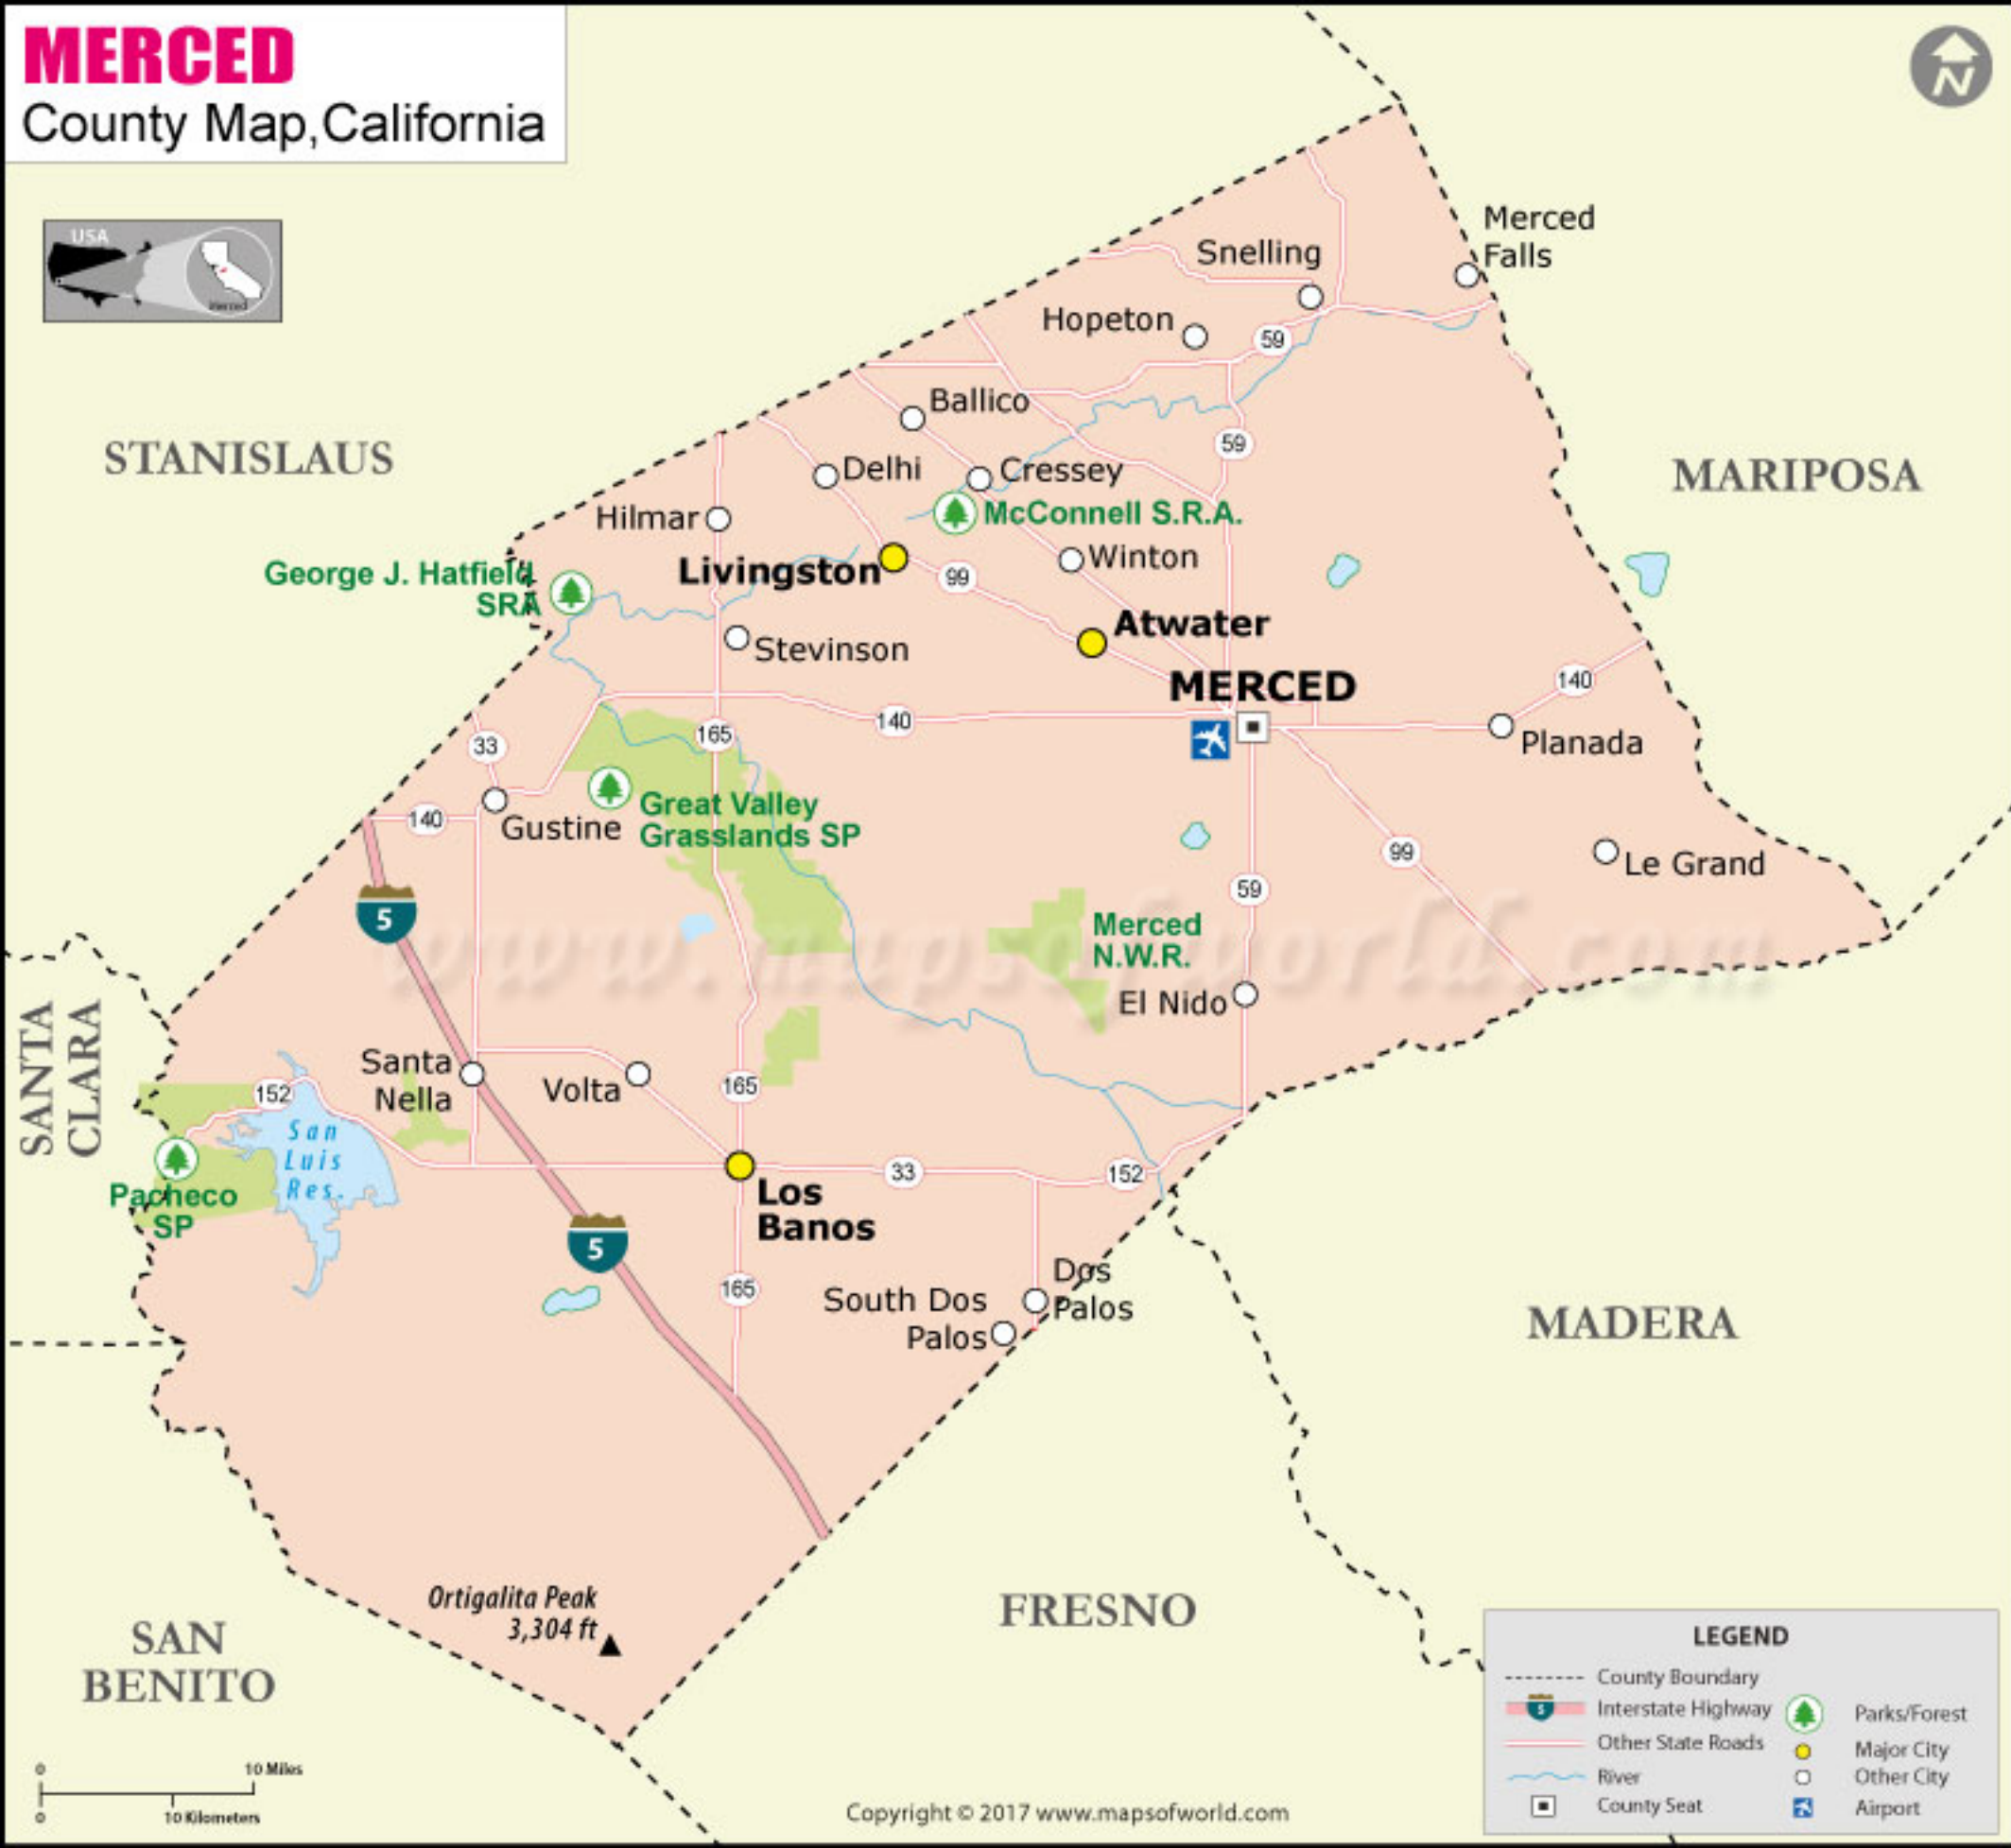 MERCED
County Map,California
N
USA
Merced
Merced
Falls
Snelling
Hopeton
59
Ballico
STANISLAUS
59
MARIPOSA
Delhi
Cressey
Hilmar
McConnell S.R.A.
Livingston
99
Winton
George J. Hatfield
SRA
Atwater
Stevinson
MERCED
140
140
165
33
Planada
Great Valley
Grasslands SP
Gustine
140
99
Le Grand
59
5
Merced
N.W.R.
www.mapsofworld.com
El Nido
SANTA
CLARA
Santa
Nella
Volta
165
152
San
Luis
Res.
33
152
Pacheco
SP
Los
Banos
5
165
South Dos
Palos
Dos
Palos
MADERA
Ortigalita Peak
3,304 ft
FRESNO
SAN
BENITO
LEGEND
County Boundary
5
Interstate Highway
Parks/Forest
Other State Roads
Major City
River
Other City
County Seat
Airport
0 10 Miles
0 10 Kilometers
Copyright © 2017 www.mapsofworld.com